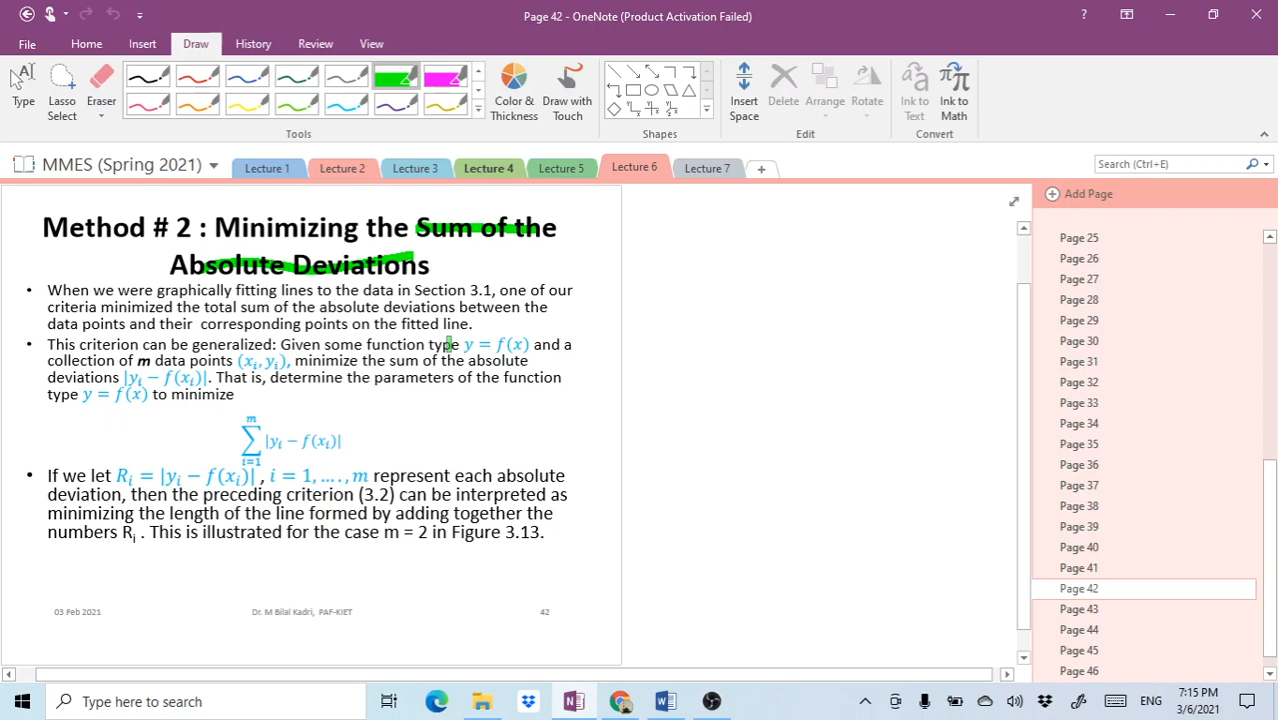 Page 42 - OneNote (Product Activation Failed)
?
File Home Insert Draw History Review View
Type
Lasso Select
Eraser
Color & Thickness
Draw with Touch
Insert Space
Delete
Arrange
Rotate
Ink to Text
Ink to Math
Tools
Shapes
Edit
Convert
MMES (Spring 2021)
Lecture 1
Lecture 2
Lecture 3
Lecture 4
Lecture 5
Lecture 6
Lecture 7
Search (Ctrl+E)
Method # 2 : Minimizing the Sum of the
Absolute Deviations
• When we were graphically fitting lines to the data in Section 3.1, one of our
criteria minimized the total sum of the absolute deviations between the
data points and their corresponding points on the fitted line.
• This criterion can be generalized: Given some function type y = f(x) and a
collection of m data points (xᵢ, yᵢ), minimize the sum of the absolute
deviations |yᵢ − f(xᵢ)|. That is, determine the parameters of the function
type y = f(x) to minimize
m
∑ |yᵢ − f(xᵢ)|
i=1
• If we let Rᵢ = |yᵢ − f(xᵢ)| , i = 1, … . , m represent each absolute
deviation, then the preceding criterion (3.2) can be interpreted as
minimizing the length of the line formed by adding together the
numbers Rᵢ . This is illustrated for the case m = 2 in Figure 3.13.
03 Feb 2021
Dr. M Bilal Kadri, PAF-KIET
42
Add Page
Page 25
Page 26
Page 27
Page 28
Page 29
Page 30
Page 31
Page 32
Page 33
Page 34
Page 35
Page 36
Page 37
Page 38
Page 39
Page 40
Page 41
Page 42
Page 43
Page 44
Page 45
Page 46
Type here to search
ENG
7:15 PM
3/6/2021